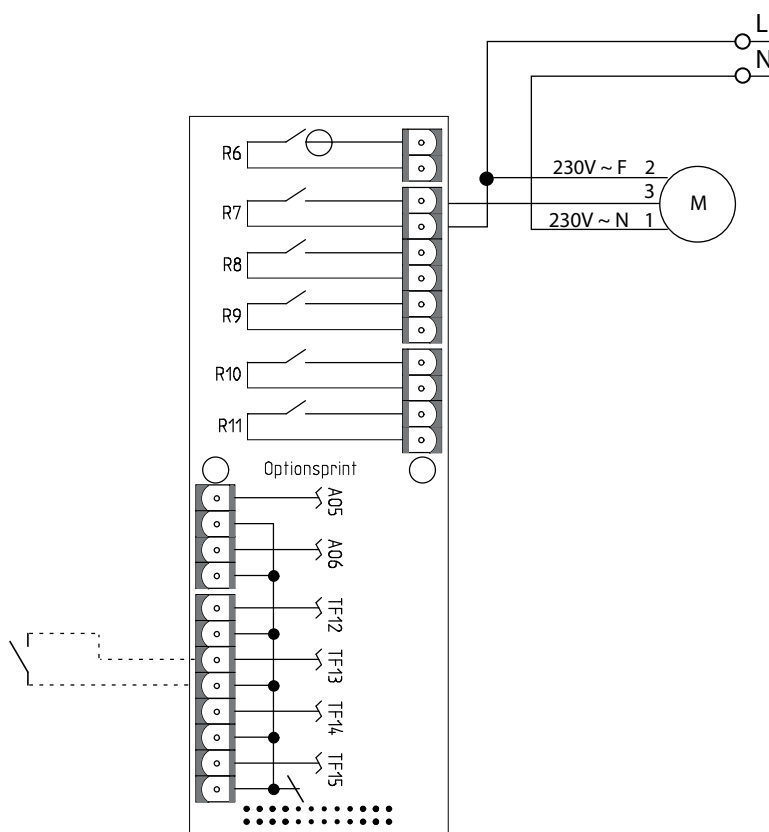 L
N
230V ~ F 2
3
M
230V ~ N 1
R6
R7
R8
R9
R10
R11
Optionsprint
A05
A06
TF12
TF13
TF14
TF15